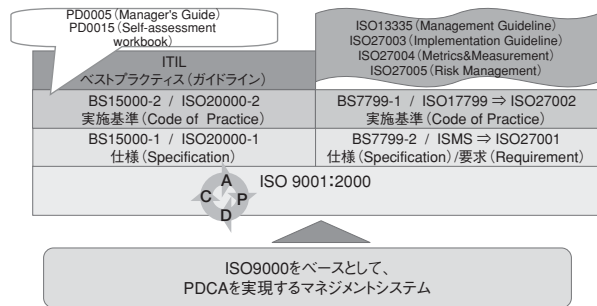 PD0005（Manager's Guide）
PD0015（Self-assessment
workbook）
ITIL
ベストプラクティス（ガイドライン）
BS15000-2 / ISO20000-2
実施基準（Code of Practice）
BS15000-1 / ISO20000-1
仕様（Specification）
ISO13335（Management Guideline）
ISO27003（Implementation Guideline）
ISO27004（Metrics&Measurement）
ISO27005（Risk Management）
BS7799-1 / ISO17799 ⇒ ISO27002
実施基準（Code of Practice）
BS7799-2 / ISMS ⇒ ISO27001
仕様（Specification）/要求（Requirement）
ISO 9001:2000
A
C P
D
ISO9000をベースとして、
PDCAを実現するマネジメントシステム